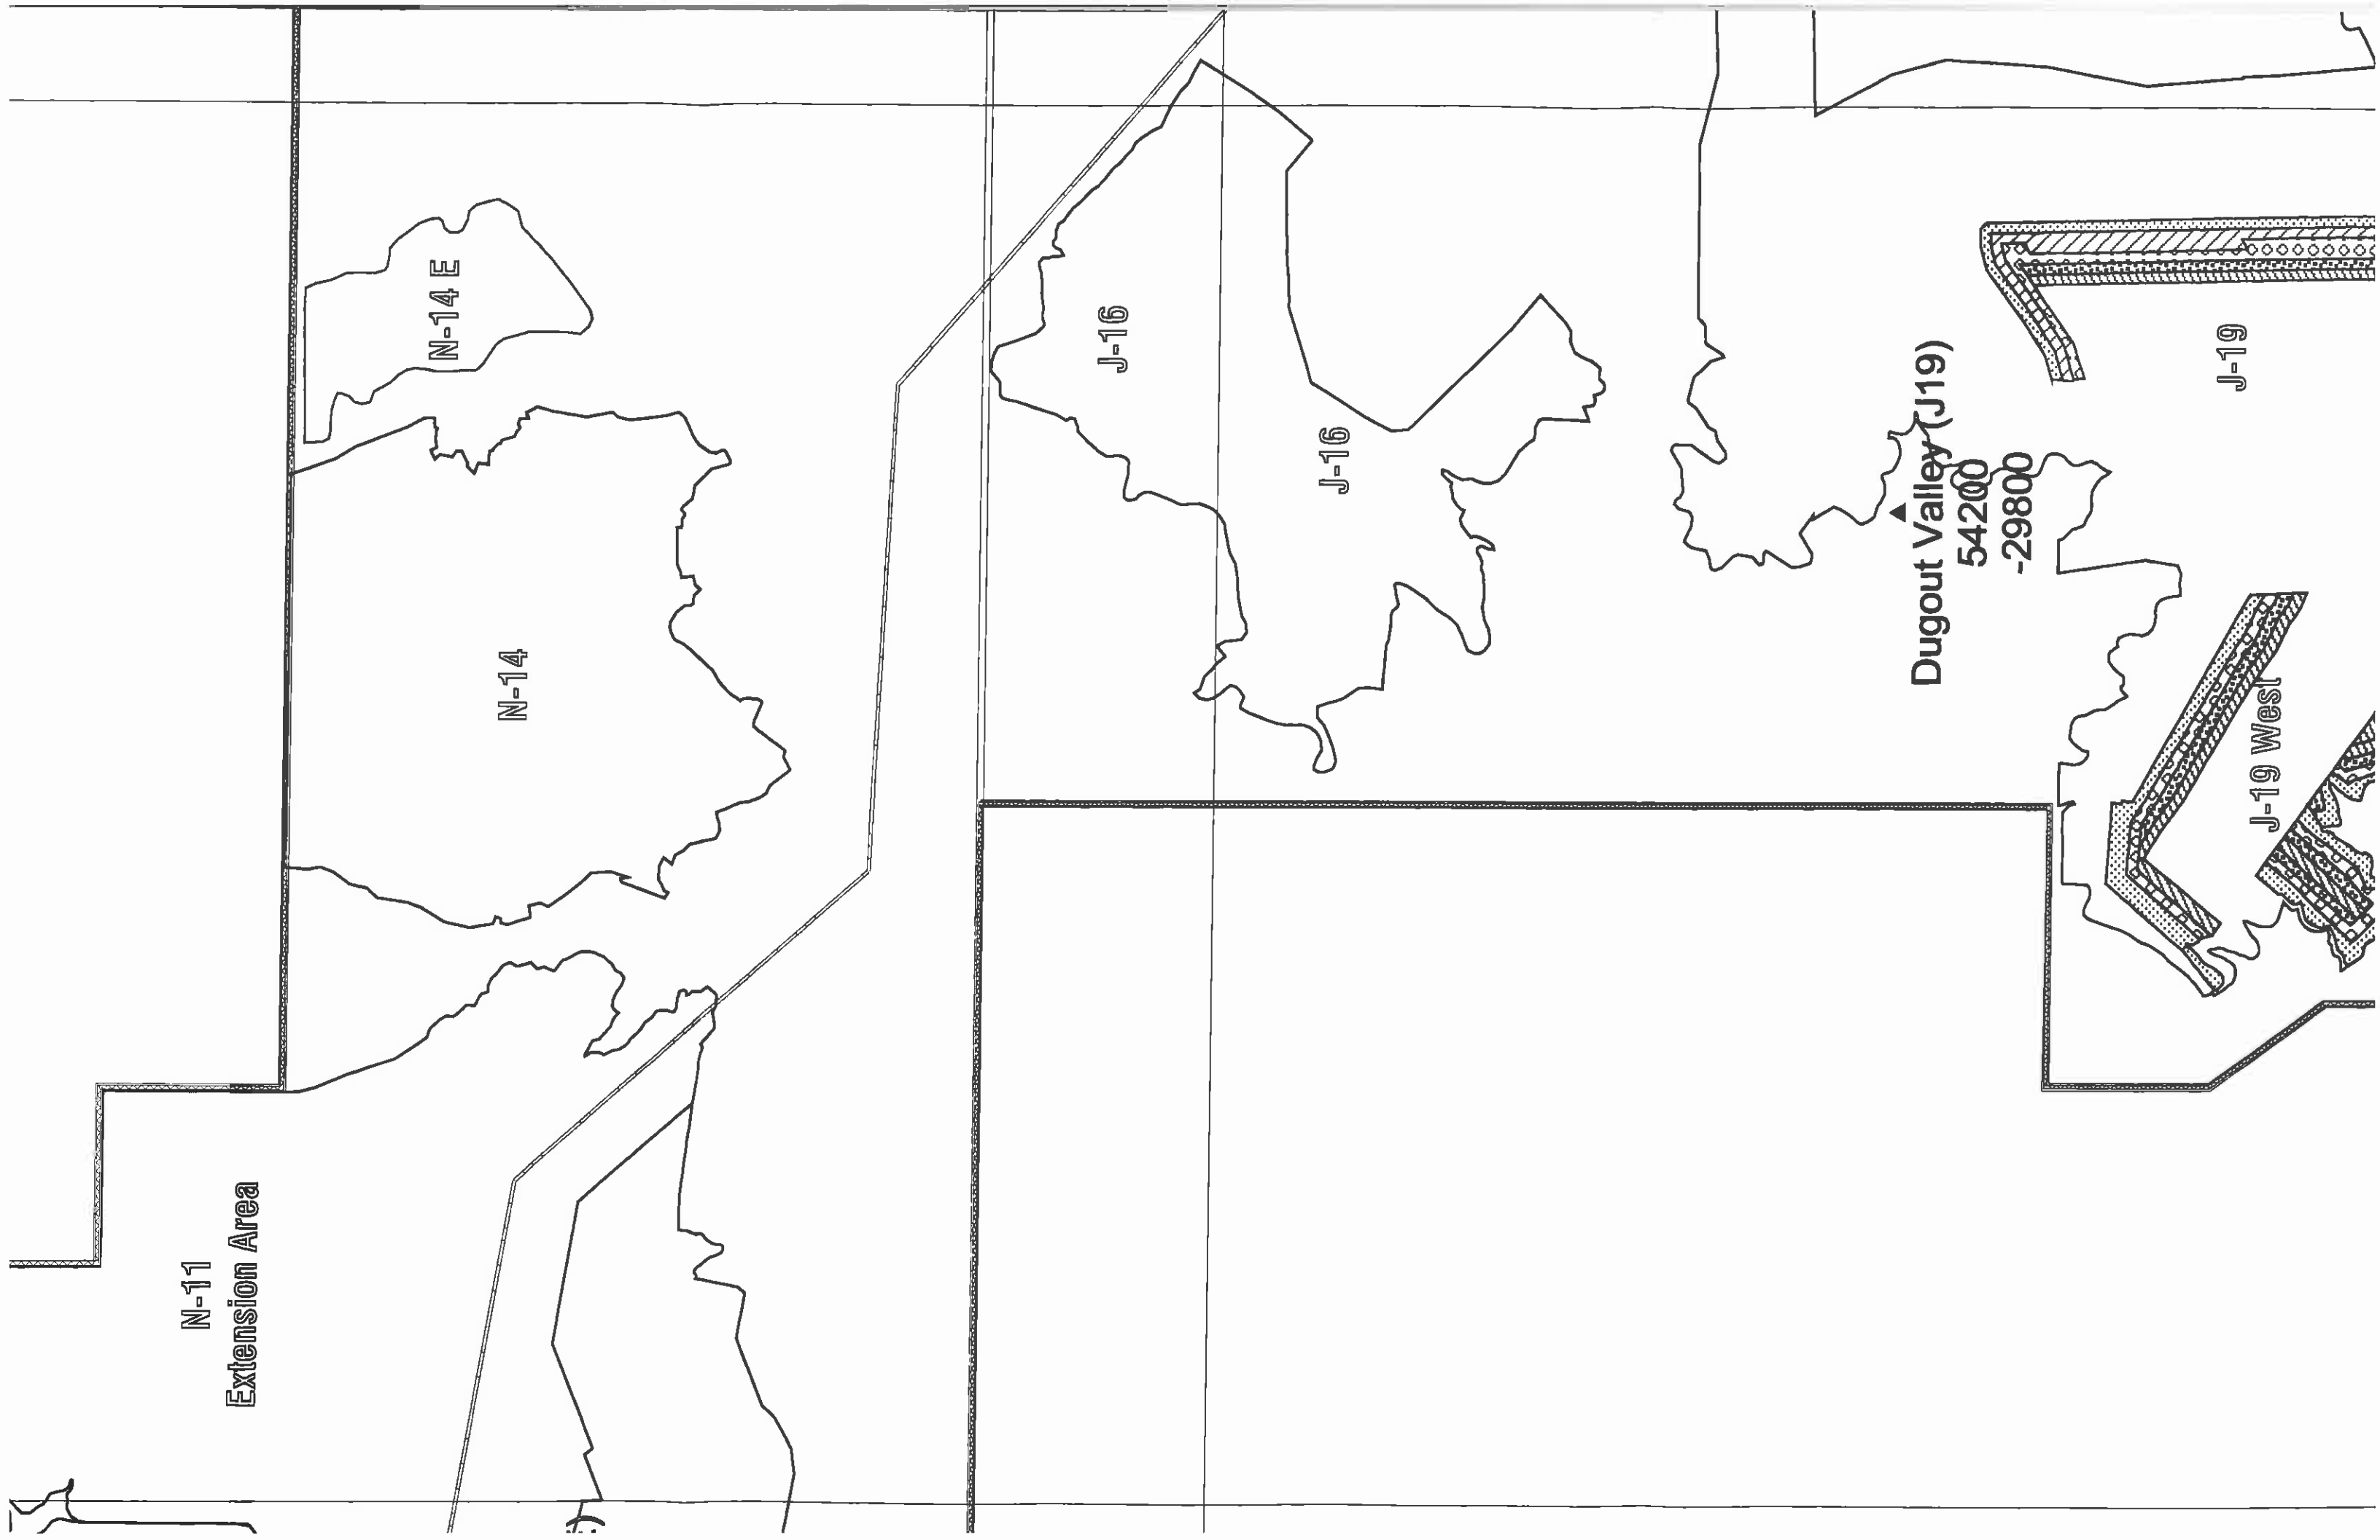 N-11
Extension Area
N-14
N-14 E
J-16
J-16
Dugout Valley (J19)
54200
-29800
J-19
J-19 West